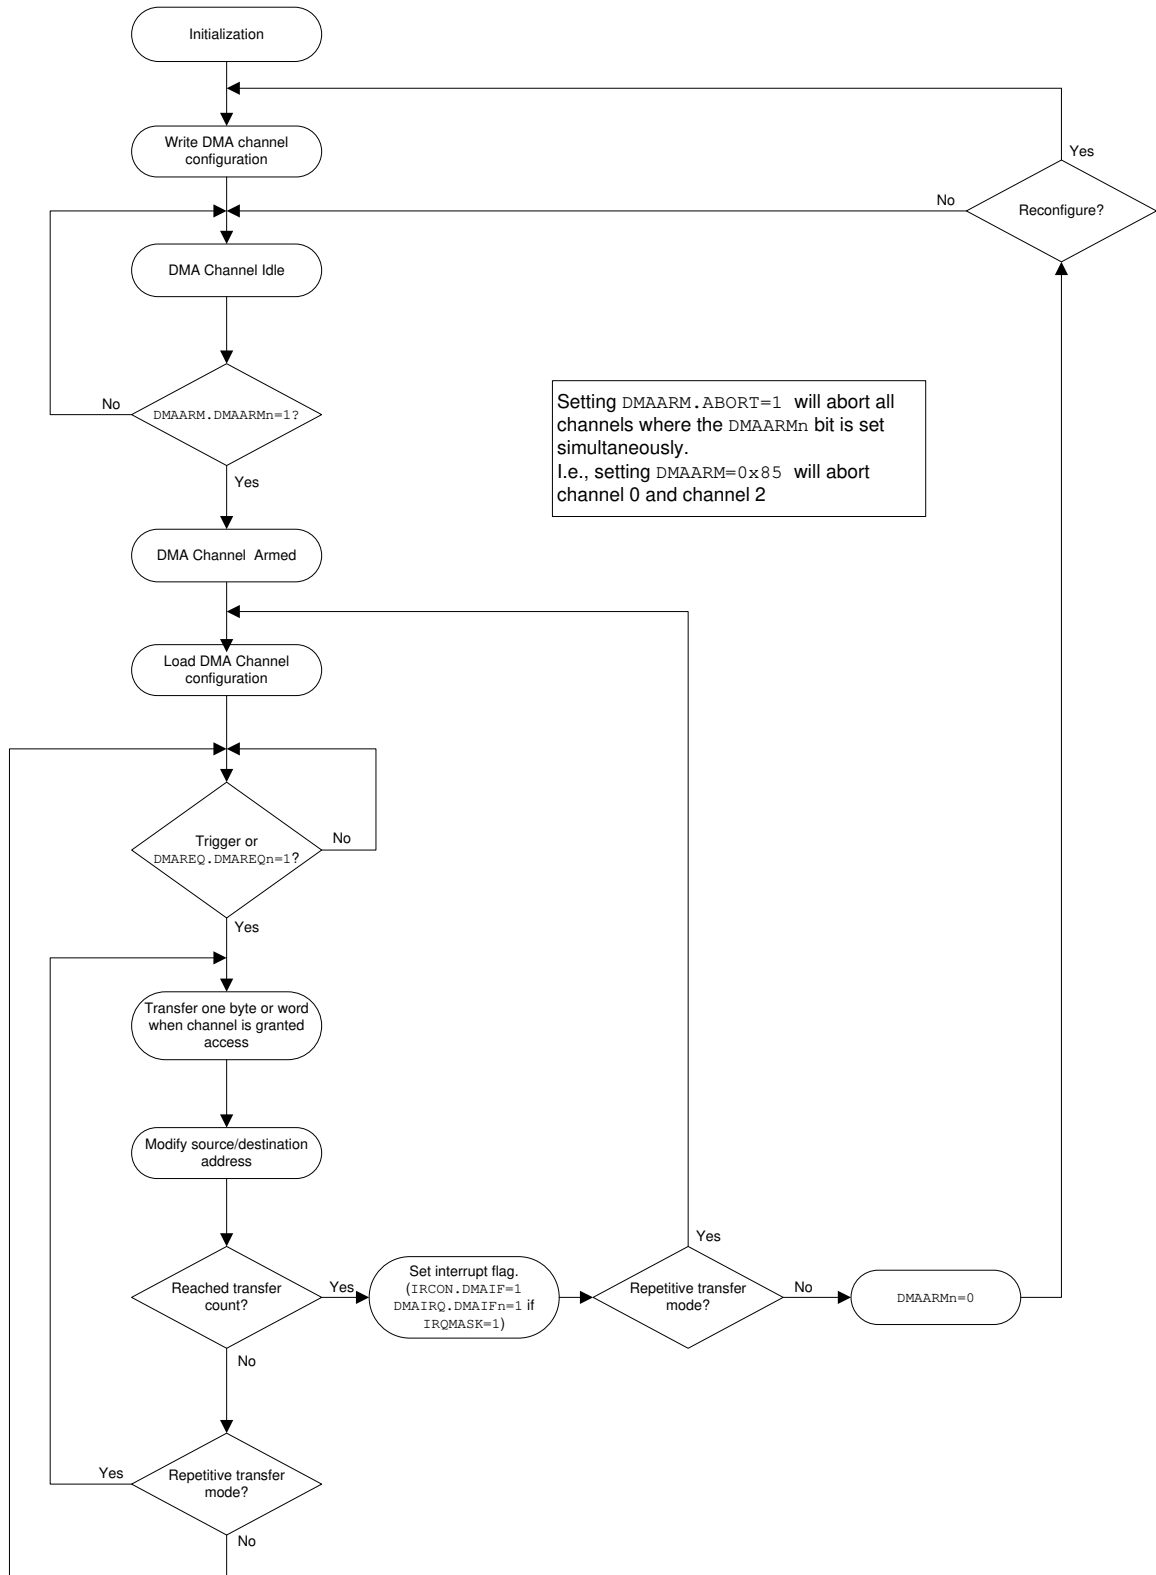 Initialization
Write DMA channel
configuration
Yes
No
Reconfigure?
DMA Channel Idle
No
DMAARM.DMAARMn=1?
Yes
Setting DMAARM.ABORT=1 will abort all
channels where the DMAARMn bit is set
simultaneously.
I.e., setting DMAARM=0x85 will abort
channel 0 and channel 2
DMA Channel Armed
Load DMA Channel
configuration
Trigger or
DMAREQ.DMAREQn=1?
No
Yes
Transfer one byte or word
when channel is granted
access
Modify source/destination
address
Reached transfer
count?
Yes
No
Set interrupt flag.
(IRCON.DMAIF=1
DMAIRQ.DMAIFn=1 if
IRQMASK=1)
Yes
Repetitive transfer
mode?
No
DMAARMn=0
Yes
Repetitive transfer
mode?
No